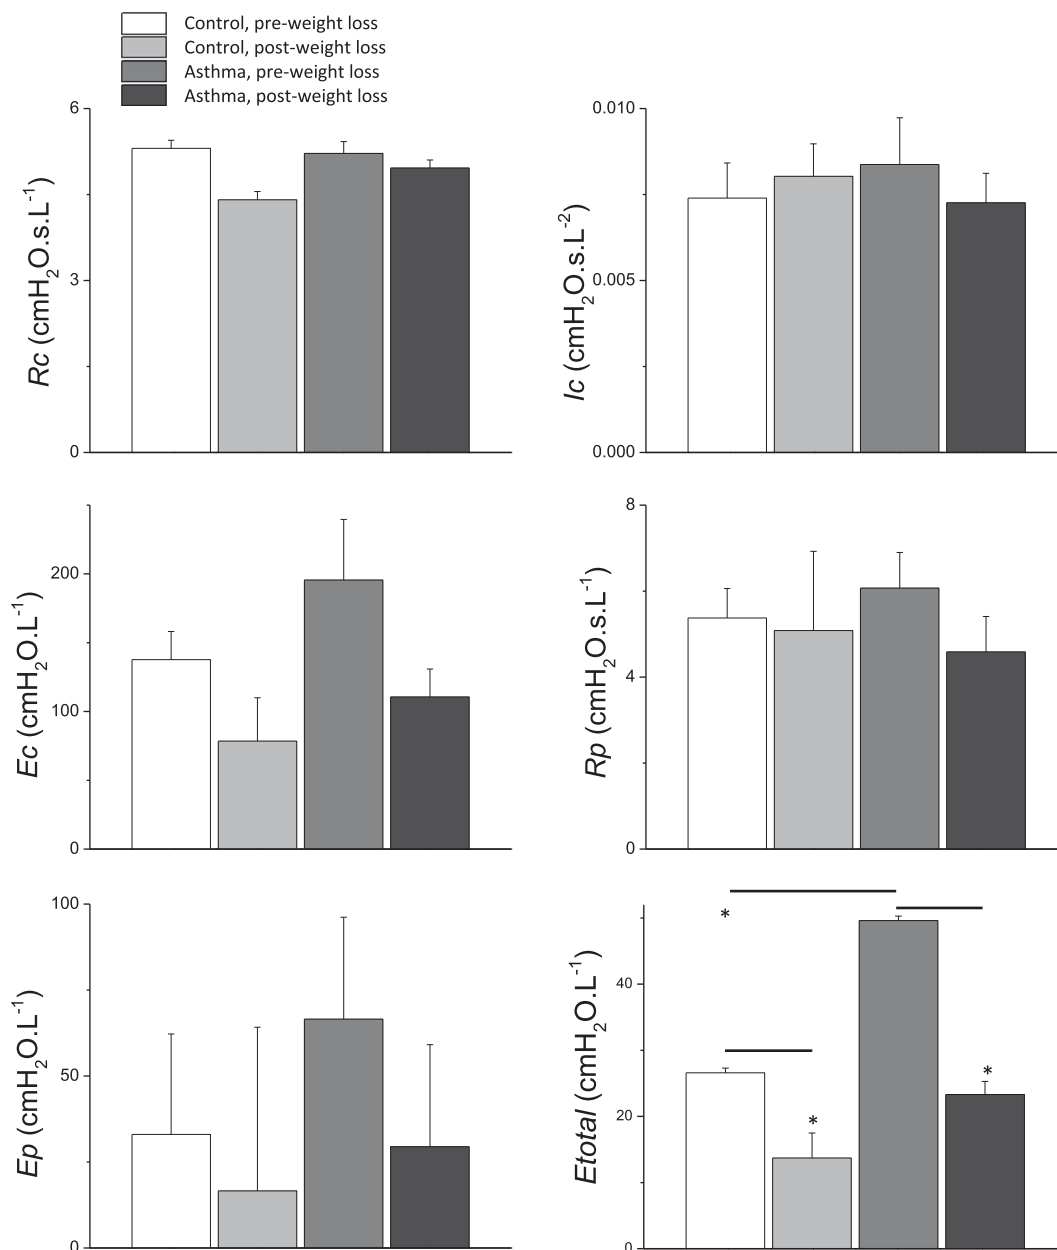 Control, pre-weight loss
Control, post-weight loss
Asthma, pre-weight loss
Asthma, post-weight loss
6
3
0
Rc (cmH2O.s.L-1)
0.010
0.005
0.000
Ic (cmH2O.s.L-2)
200
100
0
Ec (cmH2O.L-1)
8
4
0
Rp (cmH2O.s.L-1)
100
50
0
Ep (cmH2O.L-1)
40
20
0
Etotal (cmH2O.L-1)
*
*
*